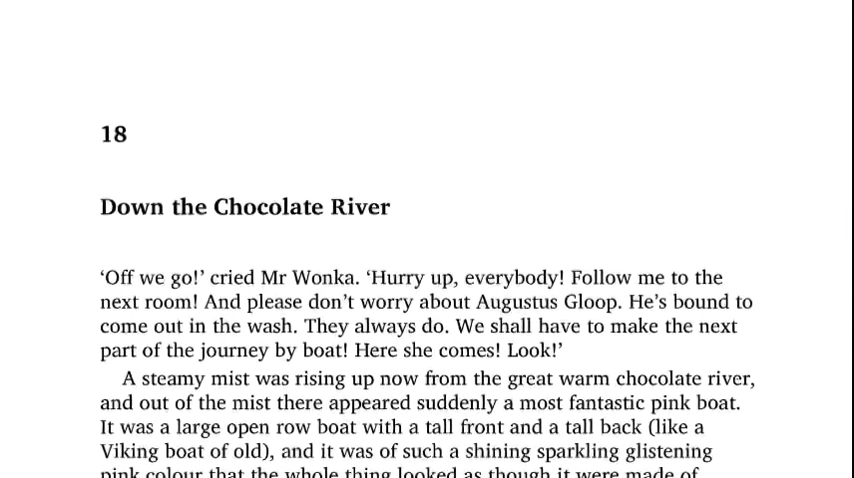 18
Down the Chocolate River
‘Off we go!’ cried Mr Wonka. ‘Hurry up, everybody! Follow me to the
next room! And please don’t worry about Augustus Gloop. He’s bound to
come out in the wash. They always do. We shall have to make the next
part of the journey by boat! Here she comes! Look!’
A steamy mist was rising up now from the great warm chocolate river,
and out of the mist there appeared suddenly a most fantastic pink boat.
It was a large open row boat with a tall front and a tall back (like a
Viking boat of old), and it was of such a shining sparkling glistening
pink colour that the whole thing looked as though it were made of